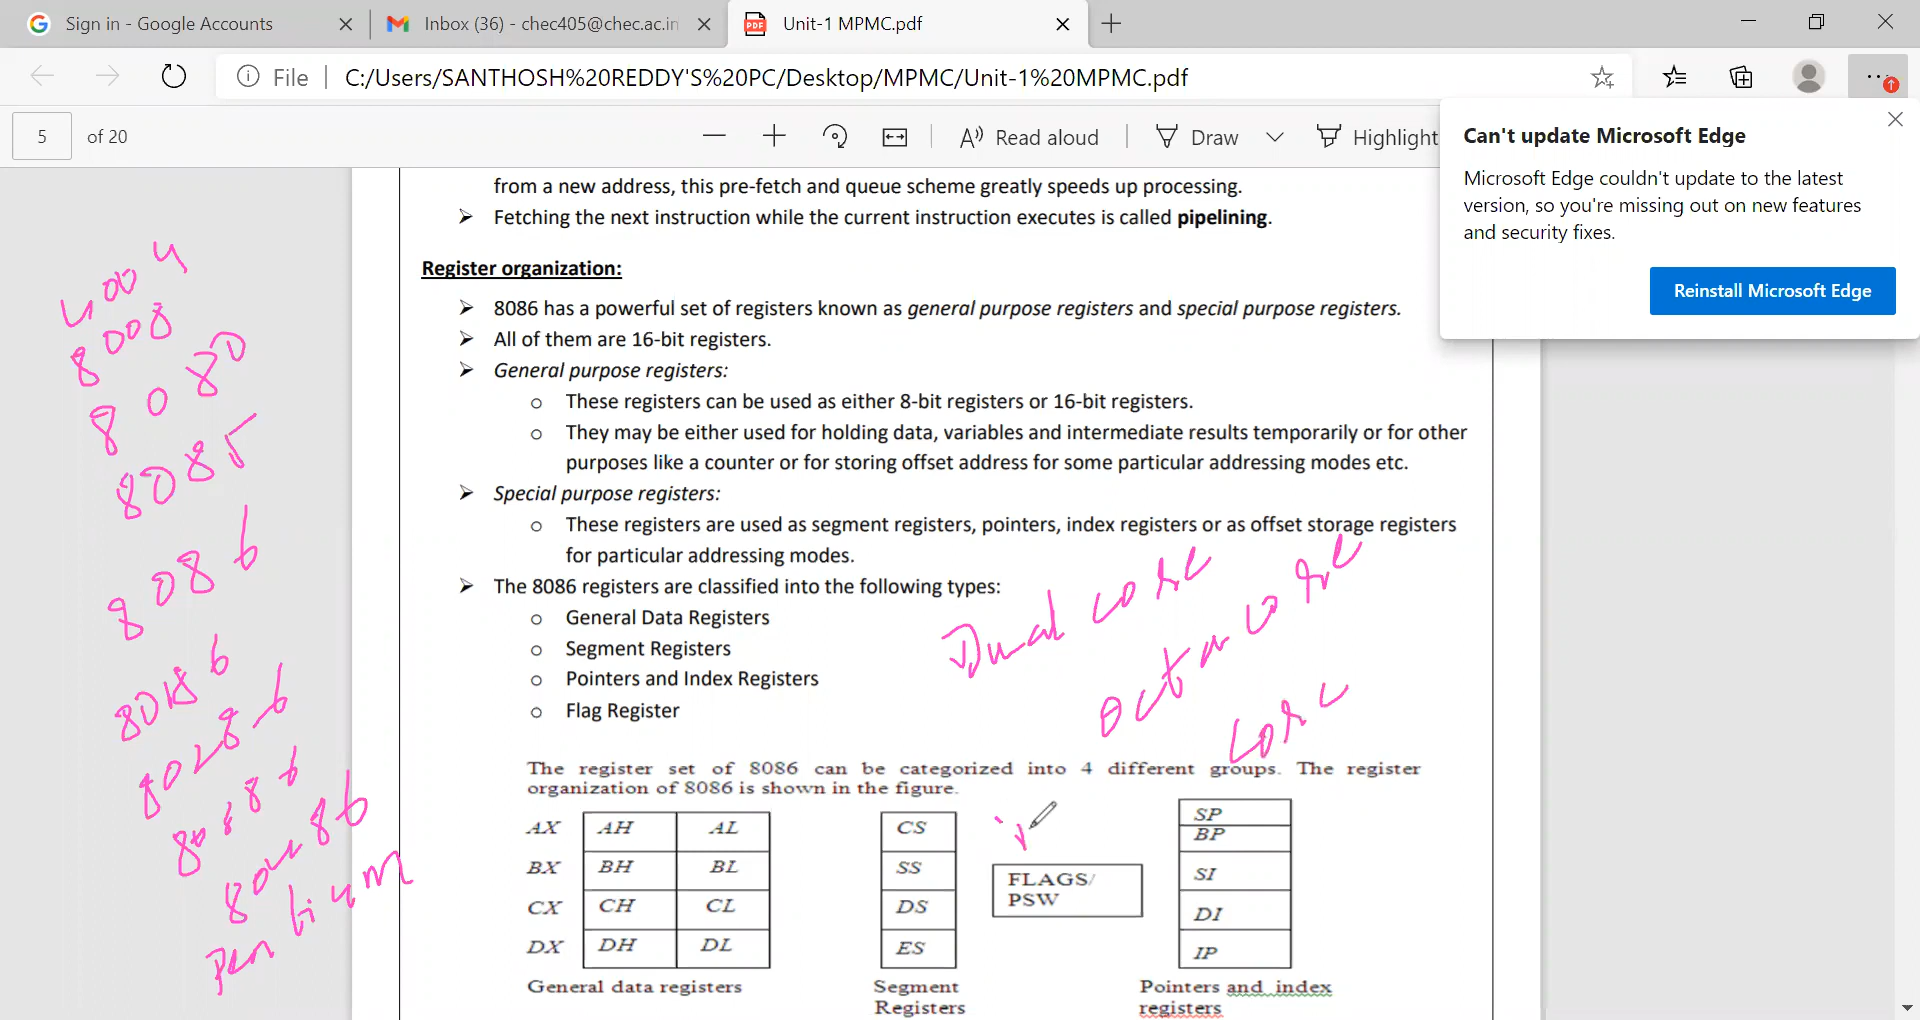 Sign in - Google Accounts
Inbox (36) - chec405@chec.ac.in
Unit-1 MPMC.pdf
File
C:/Users/SANTHOSH%20REDDY'S%20PC/Desktop/MPMC/Unit-1%20MPMC.pdf
5 of 20
Read aloud
Draw
Highlight
Can't update Microsoft Edge
Microsoft Edge couldn't update to the latest
version, so you're missing out on new features
and security fixes.
Reinstall Microsoft Edge
from a new address, this pre-fetch and queue scheme greatly speeds up processing.
➢ Fetching the next instruction while the current instruction executes is called pipelining.
Register organization:
➢ 8086 has a powerful set of registers known as general purpose registers and special purpose registers.
➢ All of them are 16-bit registers.
➢ General purpose registers:
o These registers can be used as either 8-bit registers or 16-bit registers.
o They may be either used for holding data, variables and intermediate results temporarily or for other
purposes like a counter or for storing offset address for some particular addressing modes etc.
➢ Special purpose registers:
o These registers are used as segment registers, pointers, index registers or as offset storage registers
for particular addressing modes.
➢ The 8086 registers are classified into the following types:
o General Data Registers
o Segment Registers
o Pointers and Index Registers
o Flag Register
4004
8008
8080
8085
8086
80186
80286
80486
Pentium
Dual core
Octa core
core
The register set of 8086 can be categorized into 4 different groups. The register
organization of 8086 is shown in the figure.
AX AH AL
BX BH BL
CX CH CL
DX DH DL
General data registers
CS
SS
DS
ES
Segment
Registers
FLAGS/
PSW
SP
BP
SI
DI
IP
Pointers and index
registers